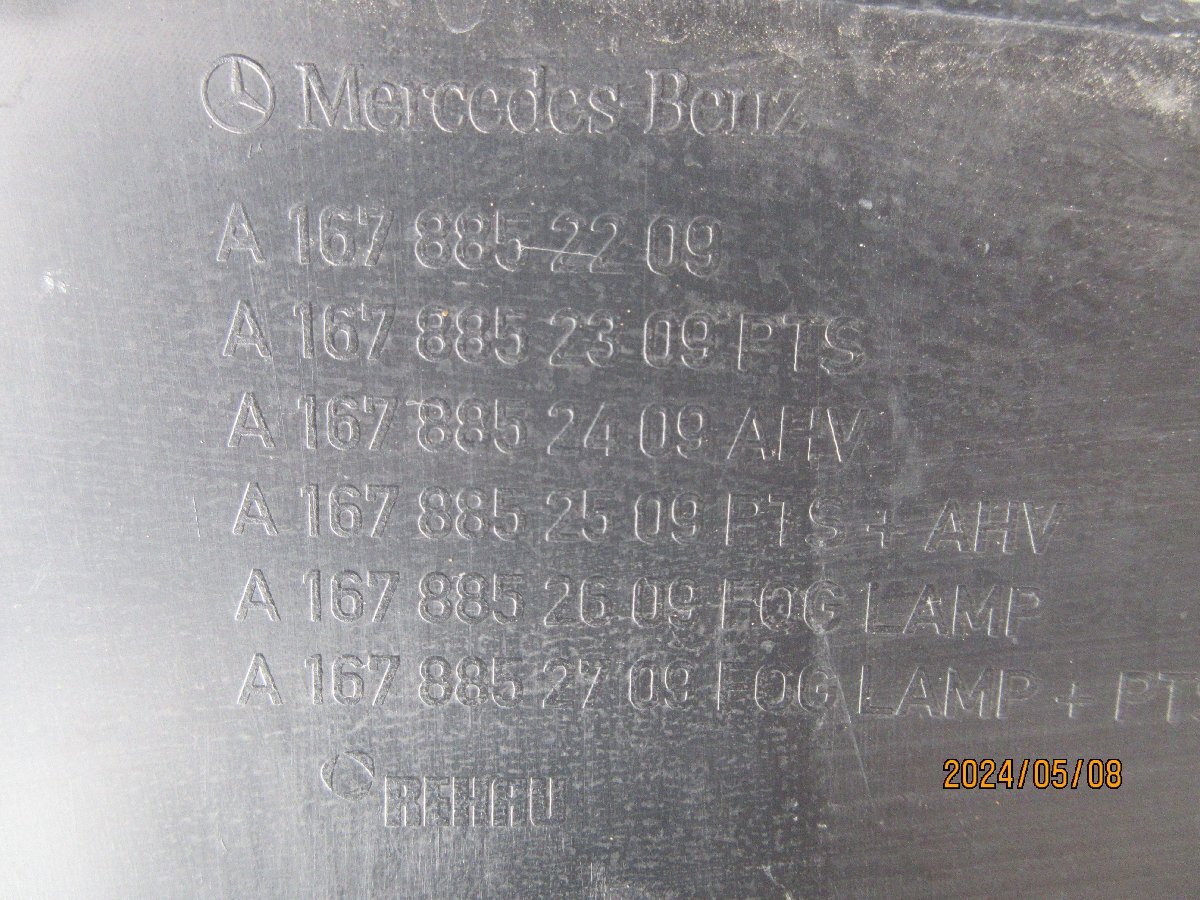 Mercedes-Benz
A 167 885 22 09
A 167 885 23 09 PTS
A 167 885 24 09 AHV
A 167 885 25 09 PTS + AHV
A 167 885 26 09 FOG LAMP
A 167 885 27 09 FOG LAMP + PTS
REHAU
2024/05/08